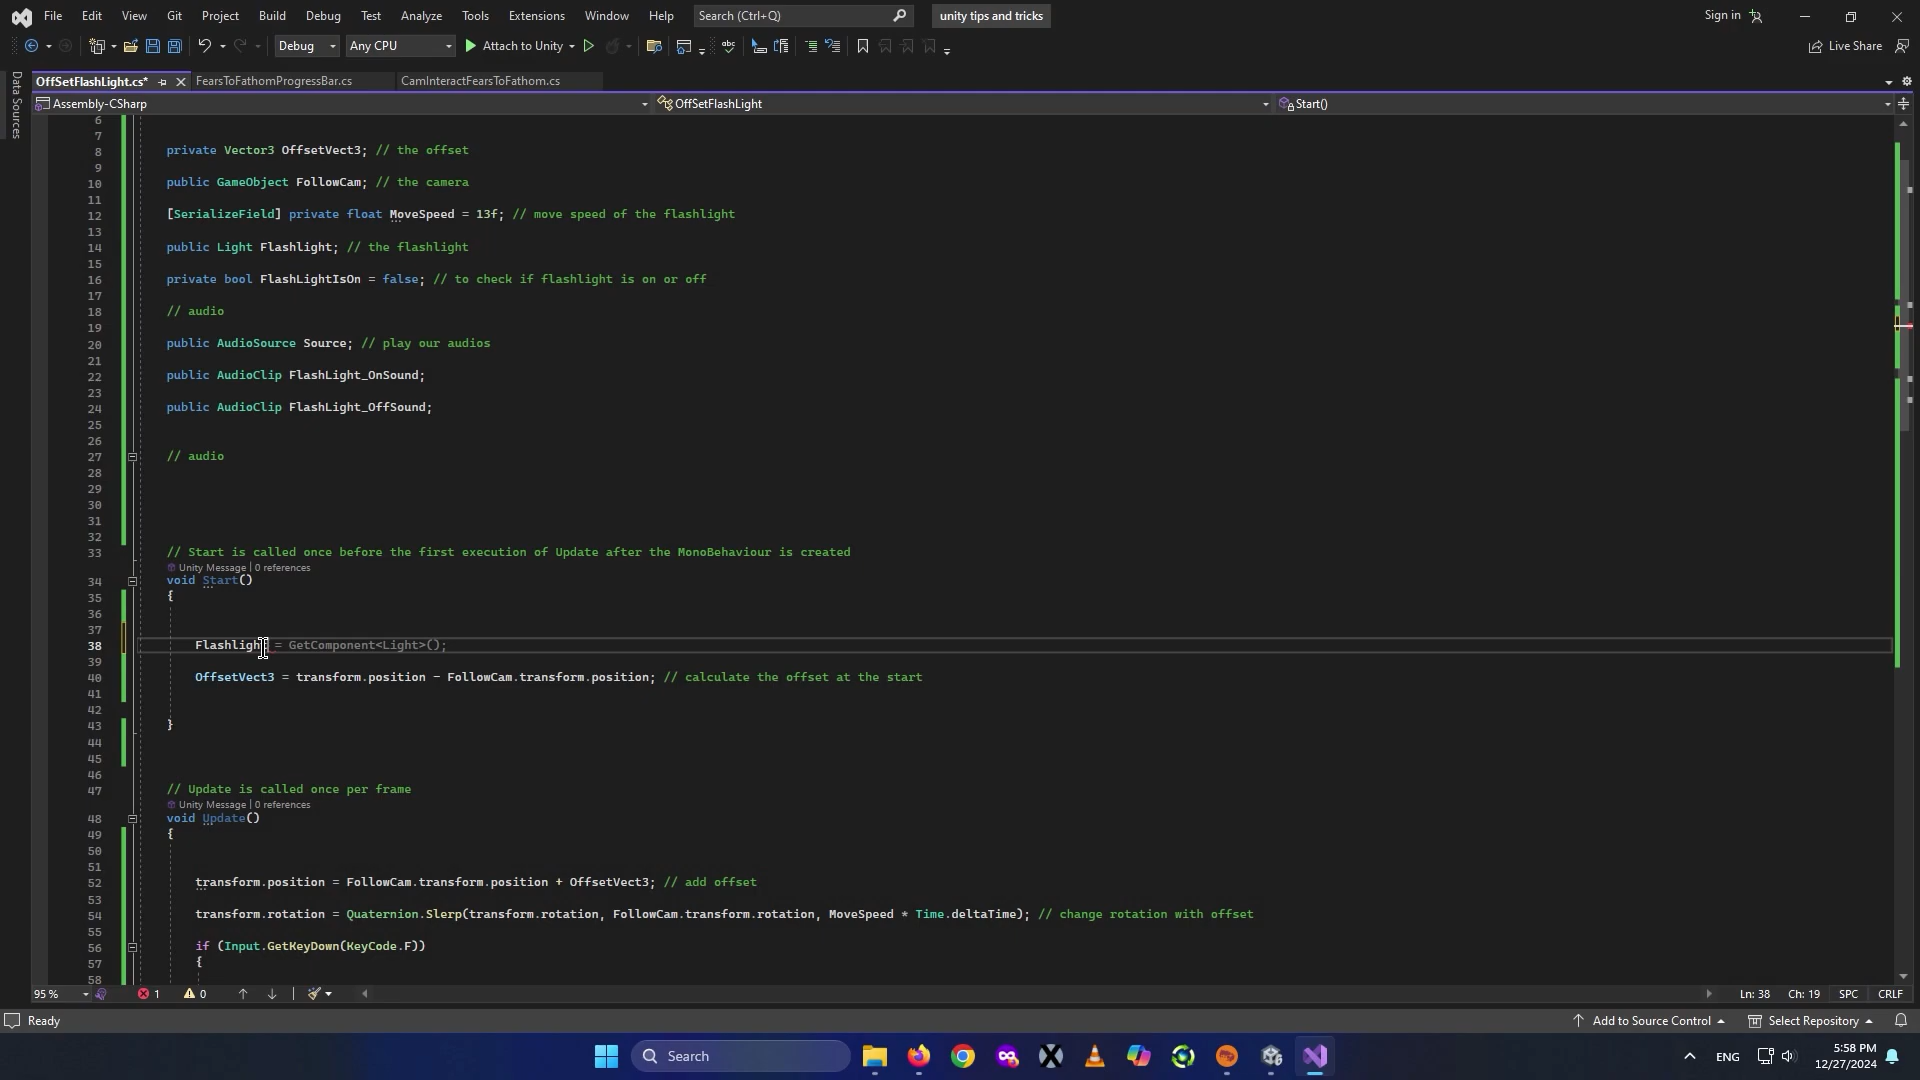 File Edit View Git Project Build Debug Test Analyze Tools Extensions Window Help Search (Ctrl+Q) unity tips and tricks Sign in
Debug Any CPU Attach to Unity Live Share
OffSetFlashLight.cs* FearsToFathomProgressBar.cs CamInteractFearsToFathom.cs
Assembly-CSharp OffSetFlashLight Start()
Data Sources
6
7
8 private Vector3 OffsetVect3; // the offset
9
10 public GameObject FollowCam; // the camera
11
12 [SerializeField] private float MoveSpeed = 13f; // move speed of the flashlight
13
14 public Light Flashlight; // the flashlight
15
16 private bool FlashLightIsOn = false; // to check if flashlight is on or off
17
18 // audio
19
20 public AudioSource Source; // play our audios
21
22 public AudioClip FlashLight_OnSound;
23
24 public AudioClip FlashLight_OffSound;
25
26
27 // audio
28
29
30
31
32
33 // Start is called once before the first execution of Update after the MonoBehaviour is created
Unity Message | 0 references
34 void Start()
35 {
36
37
38 Flashlight = GetComponent<Light>();
39
40 OffsetVect3 = transform.position - FollowCam.transform.position; // calculate the offset at the start
41
42
43 }
44
45
46
47 // Update is called once per frame
Unity Message | 0 references
48 void Update()
49 {
50
51
52 transform.position = FollowCam.transform.position + OffsetVect3; // add offset
53
54 transform.rotation = Quaternion.Slerp(transform.rotation, FollowCam.transform.rotation, MoveSpeed * Time.deltaTime); // change rotation with offset
55
56 if (Input.GetKeyDown(KeyCode.F))
57 {
58
95 % 1 0 Ln: 38 Ch: 19 SPC CRLF
Ready Add to Source Control Select Repository
Search ENG 5:58 PM
12/27/2024